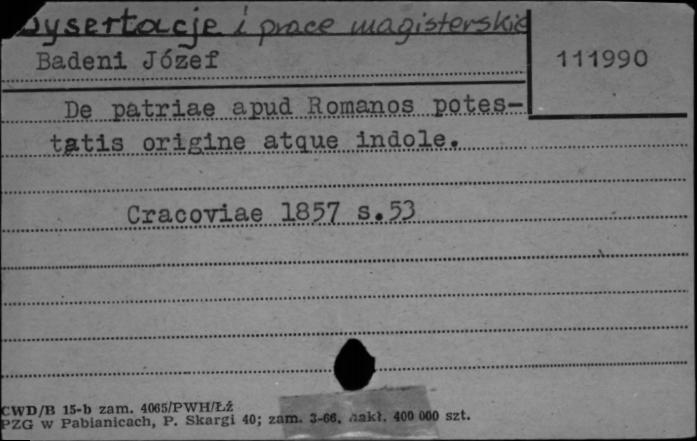 Dysertacje i prace magisterskie
Badeni Józef
111990
De patriae apud Romanos potes-
tatis origine atque indole.
Cracoviae 1857 s.53
CWD/B 15-b zam. 4065/PWH/Łź
PZG w Pabianicach, P. Skargi 40; zam. 3-66, nakł. 400 000 szt.